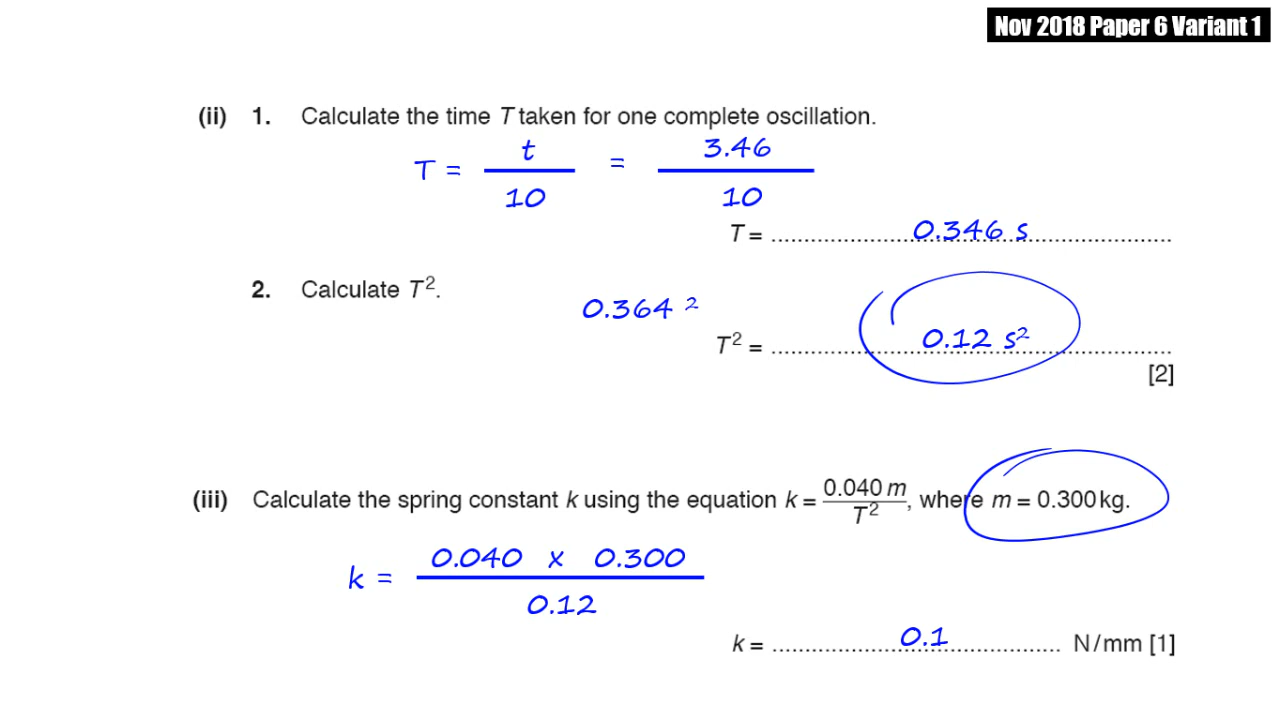 Nov 2018 Paper 6 Variant 1
(ii) 1. Calculate the time T taken for one complete oscillation.
T = t/10 = 3.46/10
T = ........ 0.346 s ........
2. Calculate T².
0.364²
T² = ........ 0.12 s² ........
[2]
(iii) Calculate the spring constant k using the equation k = 0.040 m/T², where m = 0.300 kg.
k = 0.040 x 0.300/0.12
k = ........ 0.1 ........ N/mm [1]